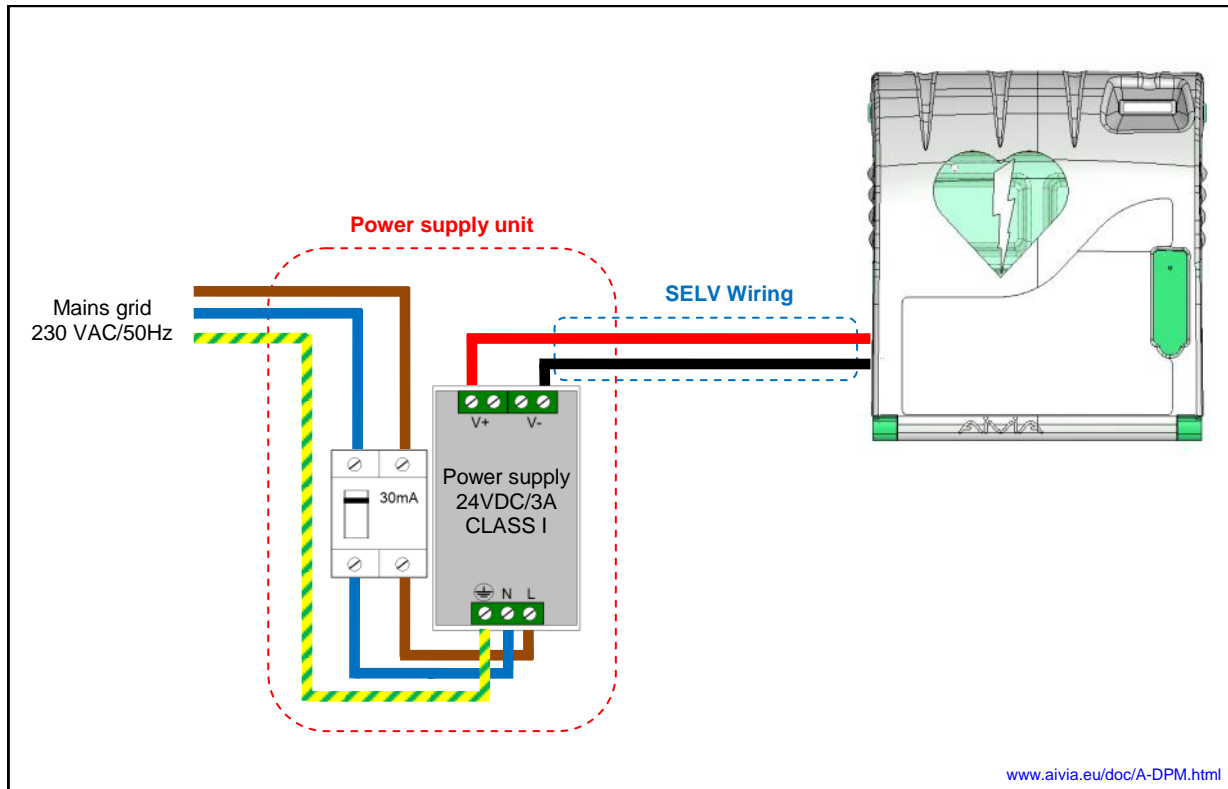 Power supply unit
Mains grid
230 VAC/50Hz
SELV Wiring
V+ V-
30mA
Power supply
24VDC/3A
CLASS I
N L
AIVIA
www.aivia.eu/doc/A-DPM.html